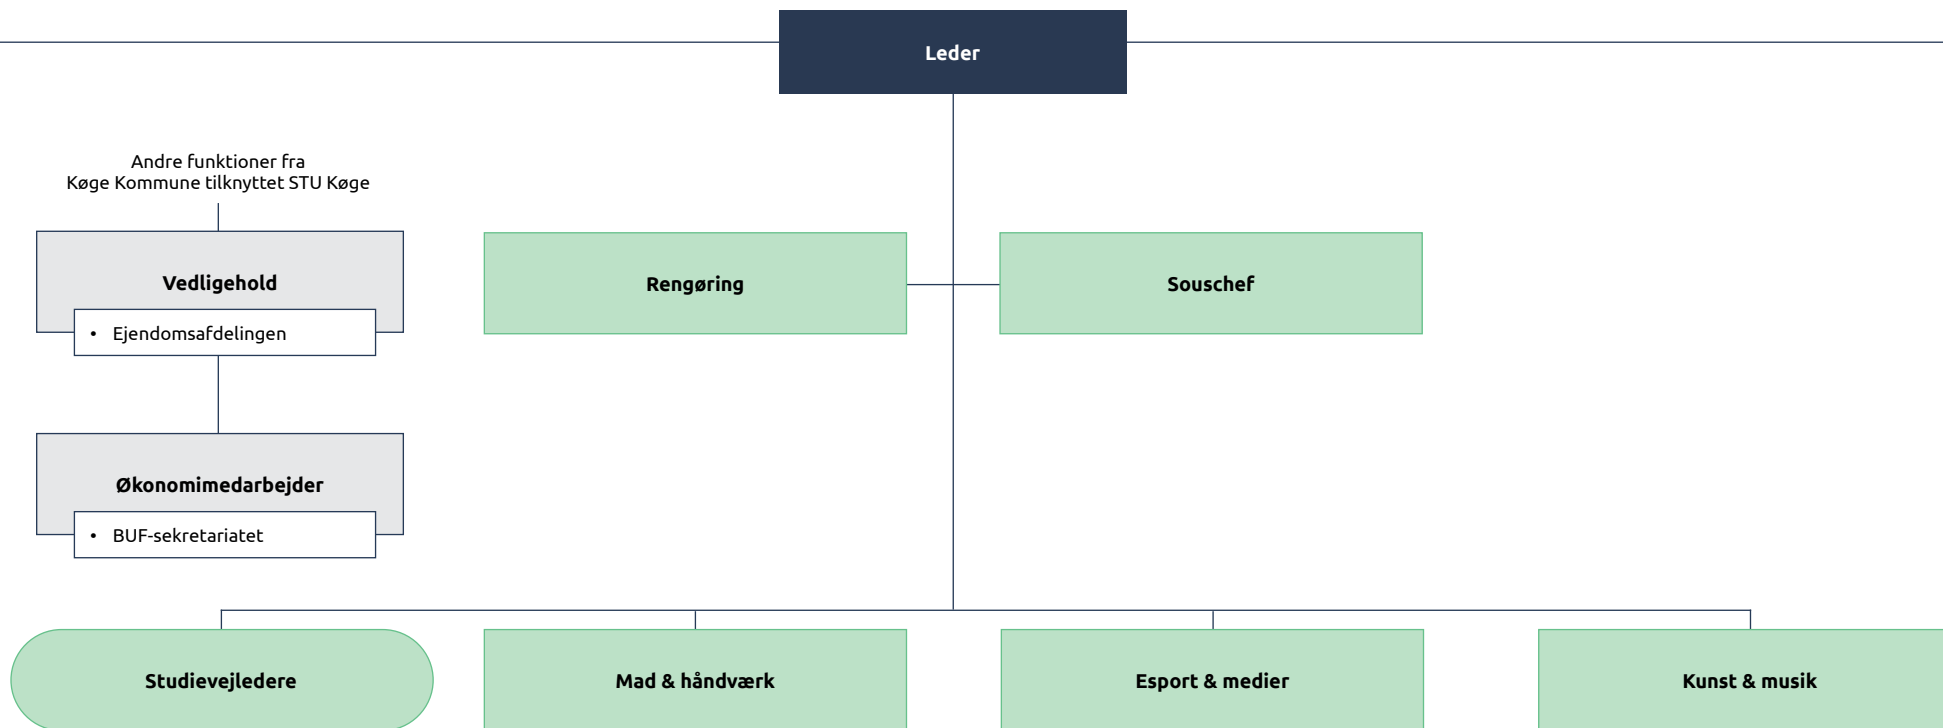 Leder
Andre funktioner fra
Køge Kommune tilknyttet STU Køge
Vedligehold
• Ejendomsafdelingen
Rengøring
Souschef
Økonomimedarbejder
• BUF-sekretariatet
Studievejledere
Mad & håndværk
Esport & medier
Kunst & musik